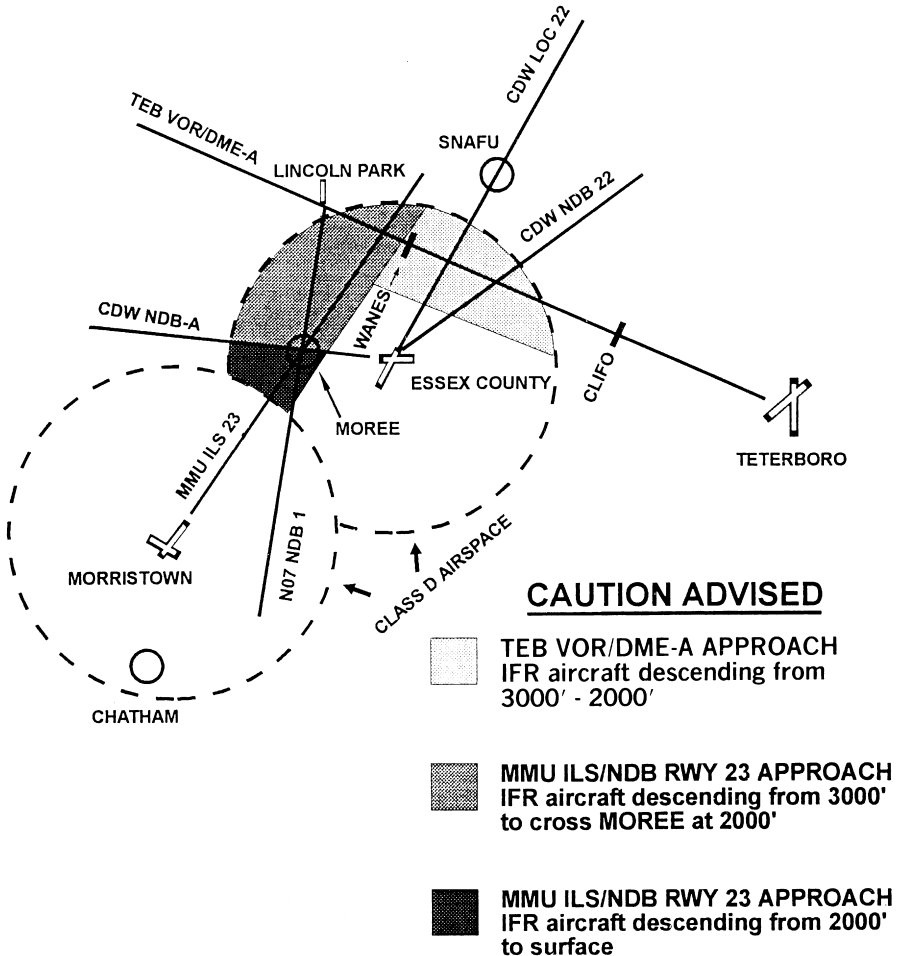 CDW LOC 22
TEB VOR/DME-A
SNAFU
LINCOLN PARK
CDW NDB 22
CDW NDB-A
WANES
ESSEX COUNTY
CLIFO
MOREE
TETERBORO
MMU ILS 23
N07 NDB 1
MORRISTOWN
CLASS D AIRSPACE
CHATHAM
CAUTION ADVISED
TEB VOR/DME-A APPROACH
IFR aircraft descending from
3000' - 2000'
MMU ILS/NDB RWY 23 APPROACH
IFR aircraft descending from 3000'
to cross MOREE at 2000'
MMU ILS/NDB RWY 23 APPROACH
IFR aircraft descending from 2000'
to surface